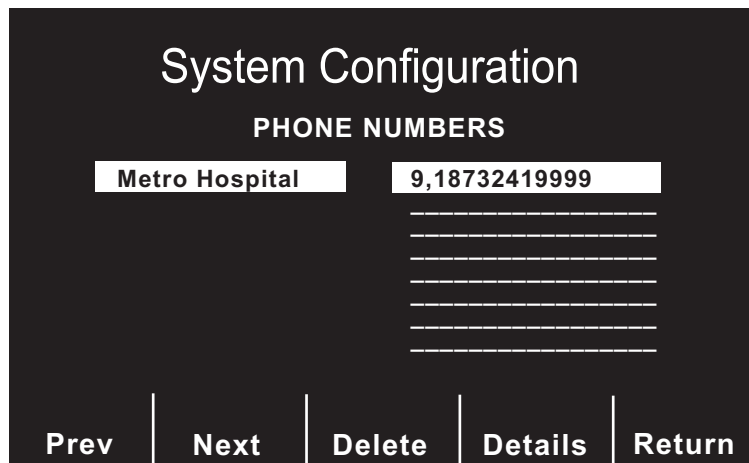 System Configuration
PHONE NUMBERS
Metro Hospital 9,18732419999
Prev Next Delete Details Return